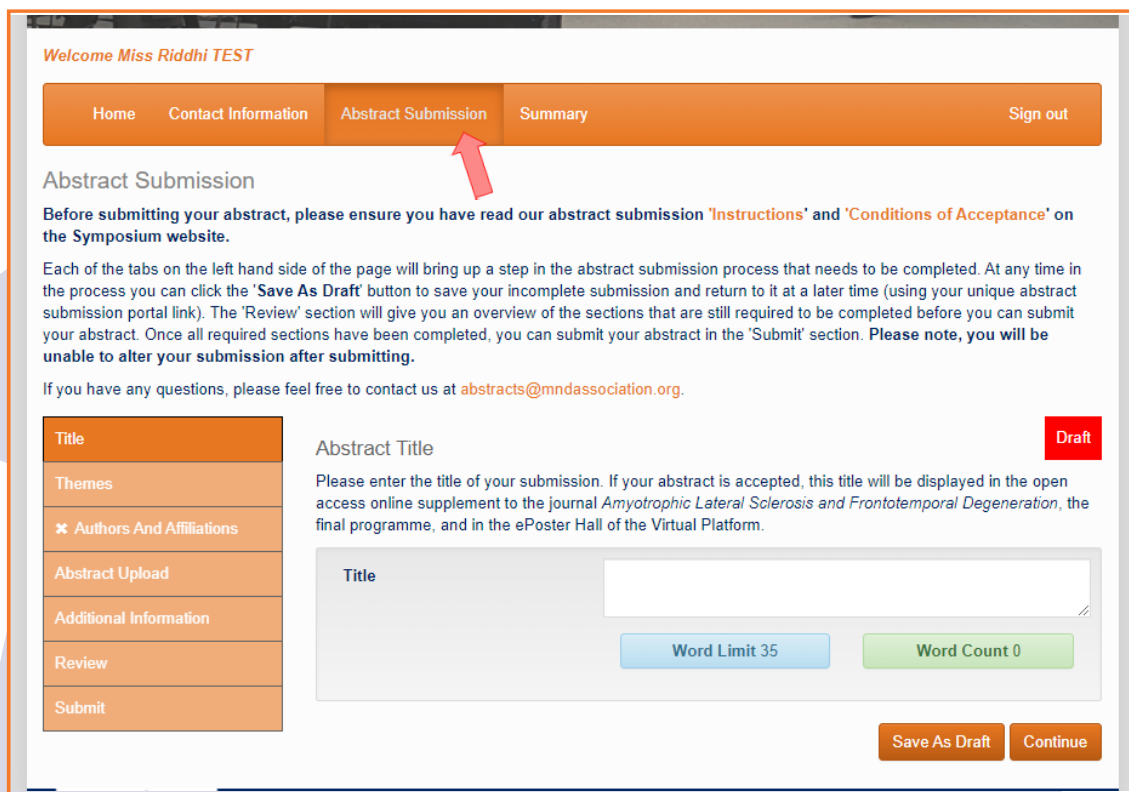 Welcome Miss Riddhi TEST
Home Contact Information Abstract Submission Summary Sign out
Abstract Submission
Before submitting your abstract, please ensure you have read our abstract submission 'Instructions' and 'Conditions of Acceptance' on
the Symposium website.
Each of the tabs on the left hand side of the page will bring up a step in the abstract submission process that needs to be completed. At any time in
the process you can click the 'Save As Draft' button to save your incomplete submission and return to it at a later time (using your unique abstract
submission portal link). The 'Review' section will give you an overview of the sections that are still required to be completed before you can submit
your abstract. Once all required sections have been completed, you can submit your abstract in the 'Submit' section. Please note, you will be
unable to alter your submission after submitting.
If you have any questions, please feel free to contact us at abstracts@mndassociation.org.
Title
Themes
✖ Authors And Affiliations
Abstract Upload
Additional Information
Review
Submit
Draft
Abstract Title
Please enter the title of your submission. If your abstract is accepted, this title will be displayed in the open
access online supplement to the journal Amyotrophic Lateral Sclerosis and Frontotemporal Degeneration, the
final programme, and in the ePoster Hall of the Virtual Platform.
Title
Word Limit 35 Word Count 0
Save As Draft Continue